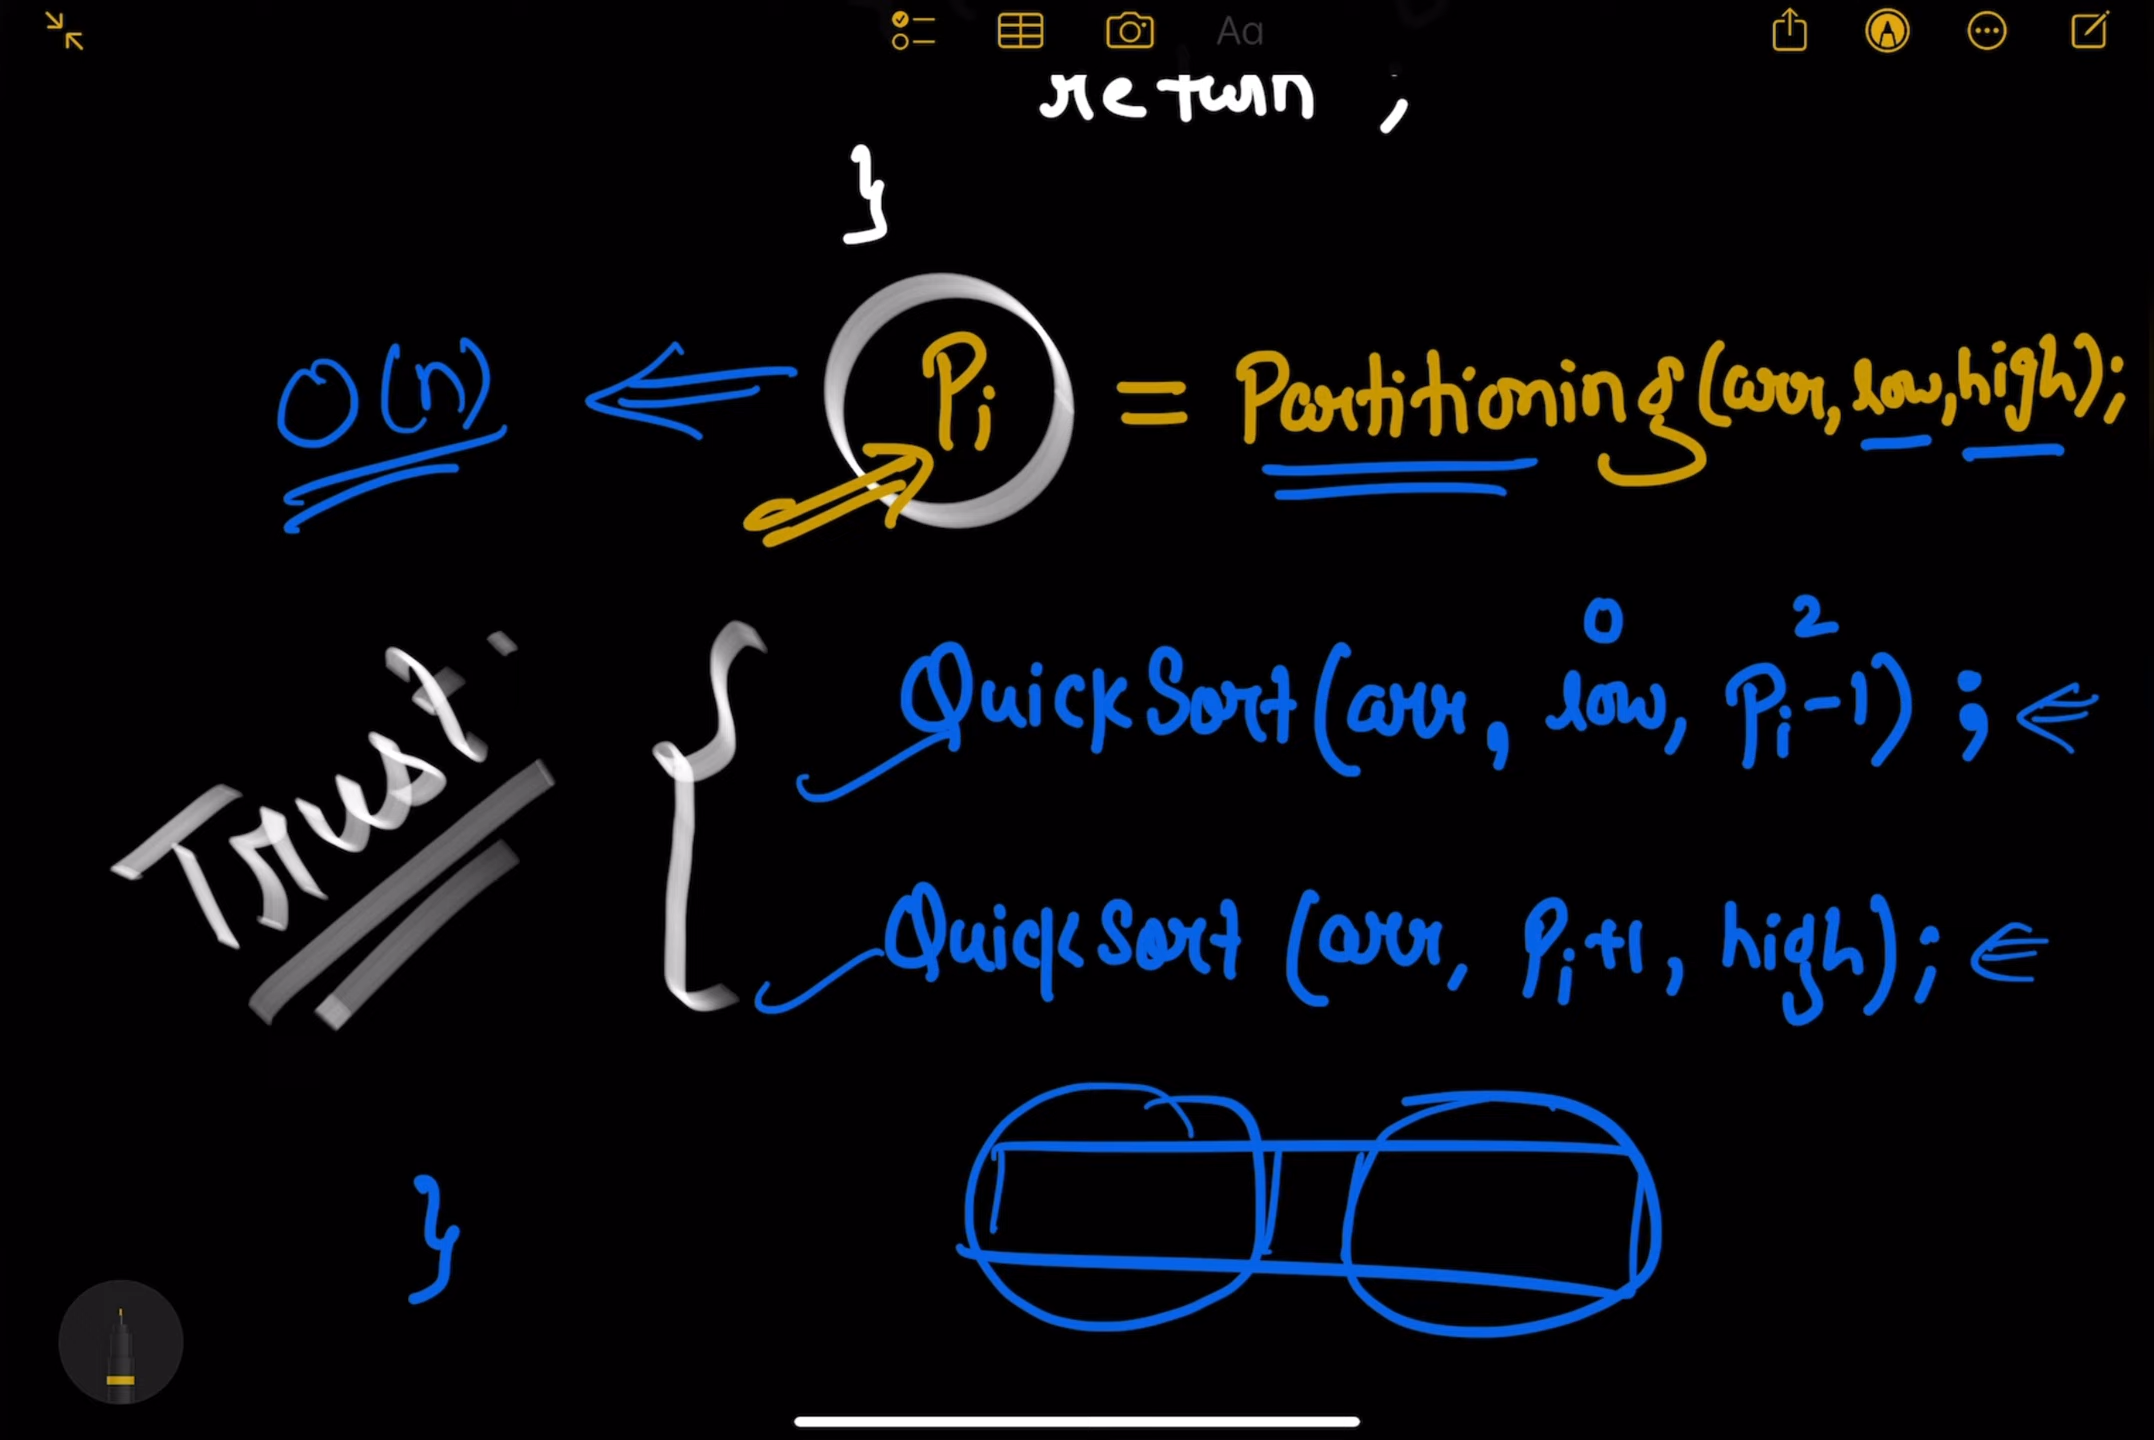 Aa
return ;
}
O(n) Pi = Partitioning(arr, low, high);
0 2
Trust { QuickSort(arr, low, Pi-1) ;
QuickSort (arr, Pi+1, high);
}